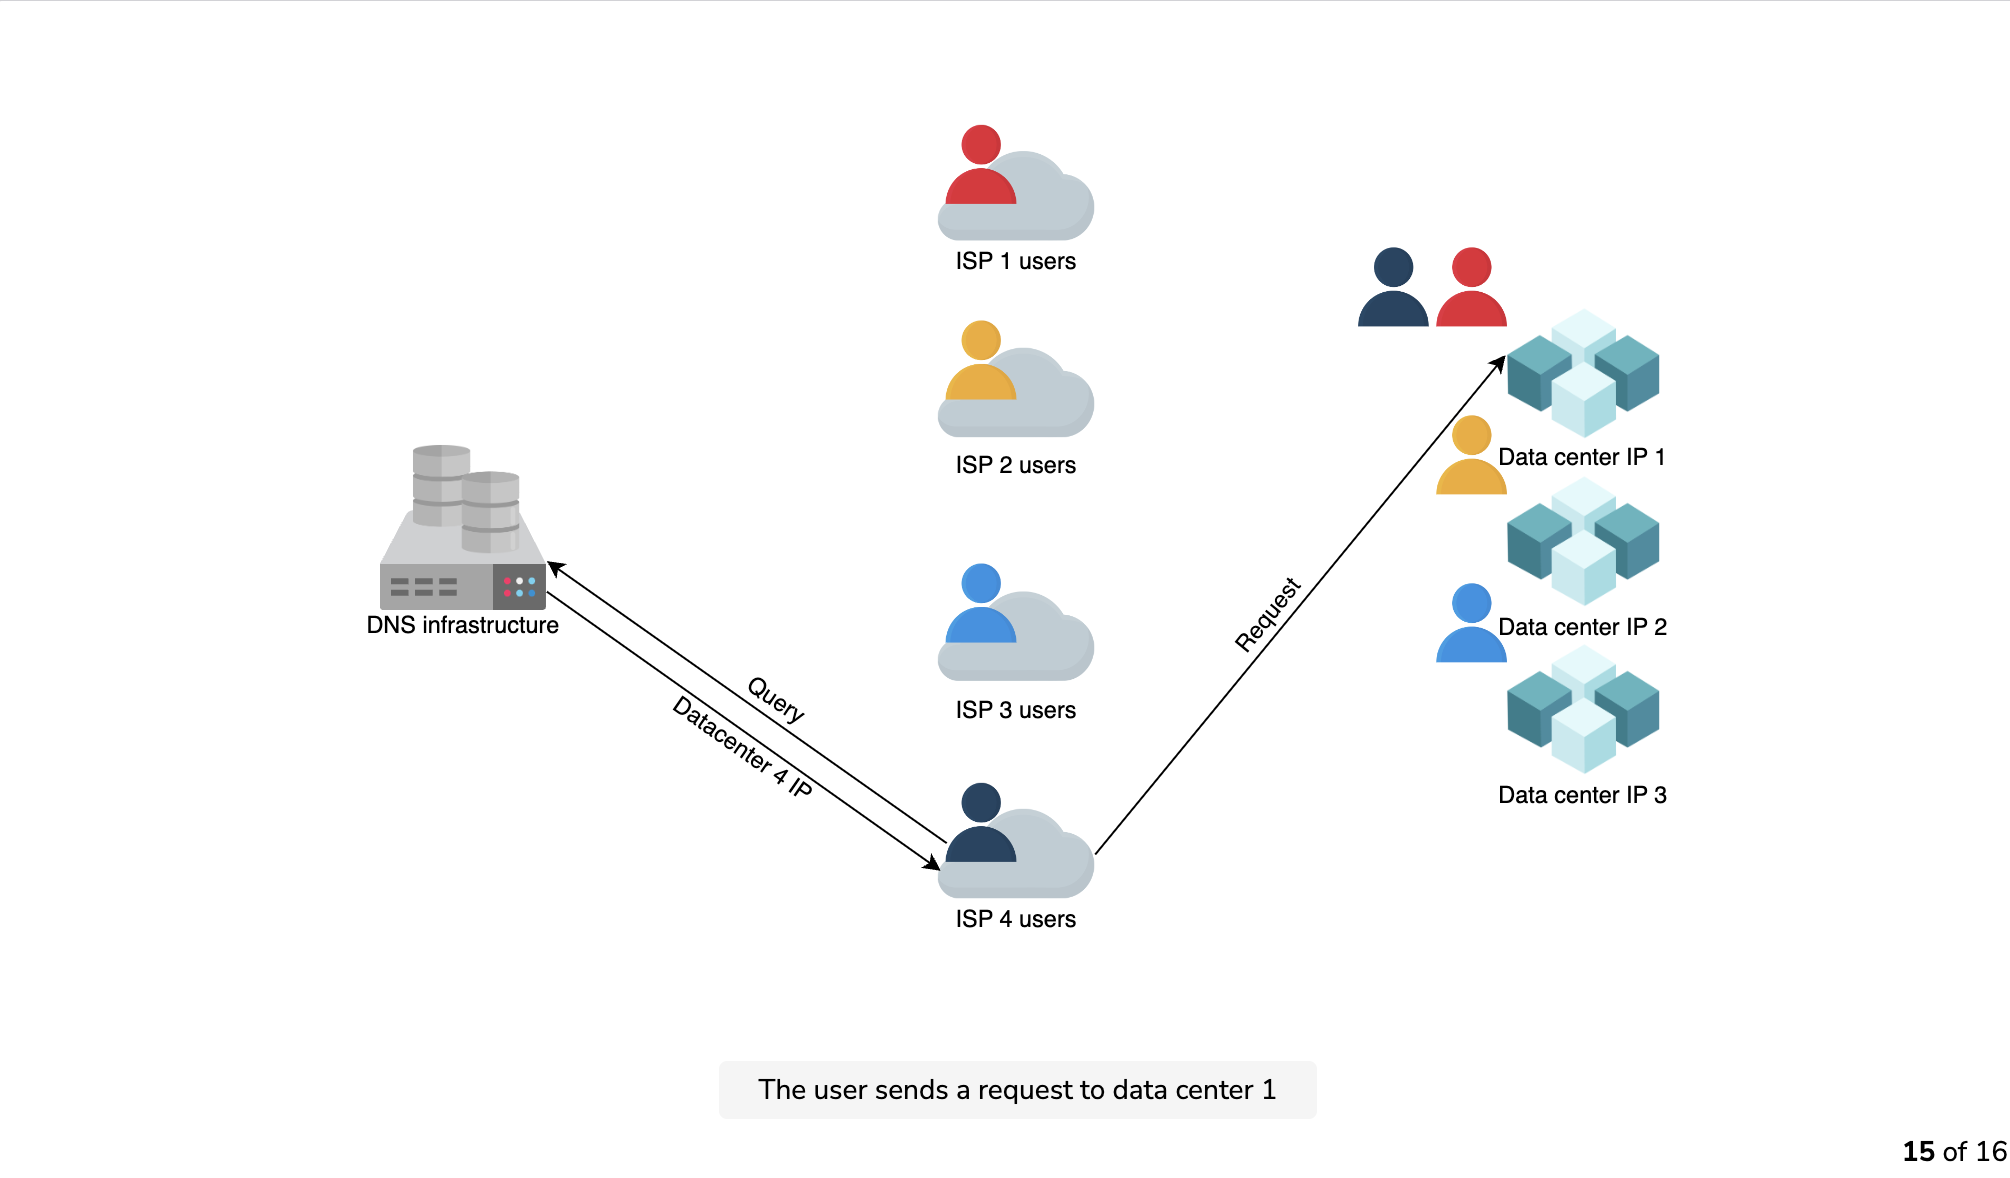 ISP 1 users
ISP 2 users
Data center IP 1
DNS infrastructure
Query
Datacenter 4 IP
Request
Data center IP 2
ISP 3 users
Data center IP 3
ISP 4 users
The user sends a request to data center 1
15 of 16